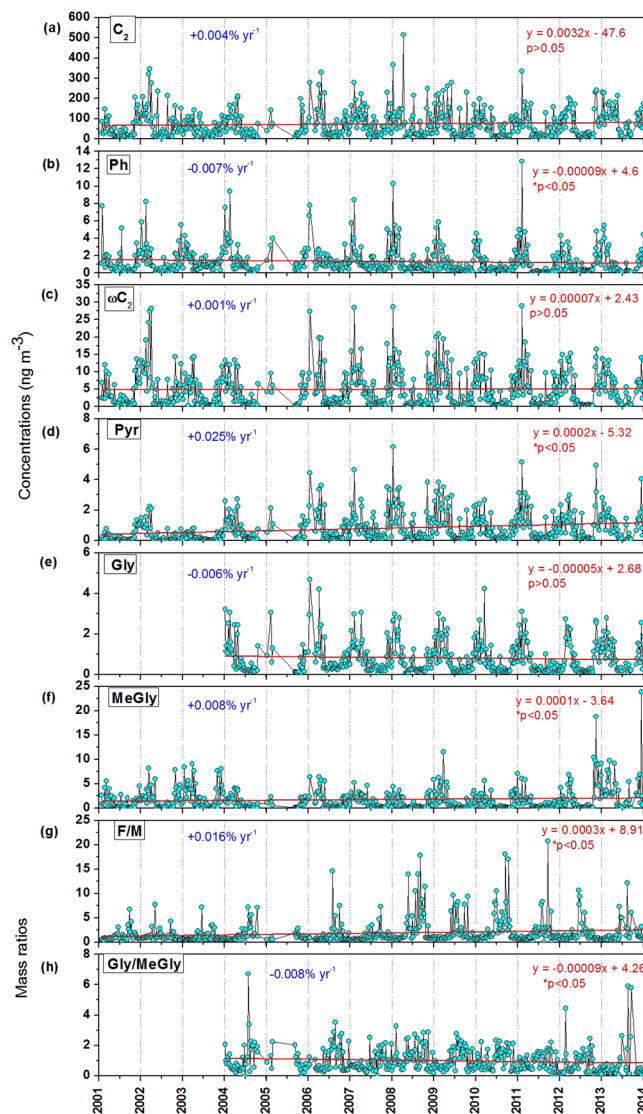 (a)
C₂
+0.004% yr⁻¹
y = 0.0032x - 47.6
p>0.05
600
500
400
300
200
100
0
(b)
Ph
-0.007% yr⁻¹
y = -0.00009x + 4.6
*p<0.05
14
12
10
8
6
4
2
0
(c)
ωC₂
+0.001% yr⁻¹
y = 0.00007x + 2.43
p>0.05
35
30
25
20
15
10
5
0
(d)
Pyr
+0.025% yr⁻¹
y = 0.0002x - 5.32
*p<0.05
8
6
4
2
0
(e)
Gly
-0.006% yr⁻¹
y = -0.00005x + 2.68
p>0.05
6
4
2
0
(f)
MeGly
+0.008% yr⁻¹
y = 0.0001x - 3.64
*p<0.05
25
20
15
10
5
0
Concentrations (ng m⁻³)
(g)
F/M
+0.016% yr⁻¹
y = 0.0003x + 8.91
*p<0.05
25
20
15
10
5
0
(h)
Gly/MeGly
-0.008% yr⁻¹
y = -0.00009x + 4.26
*p<0.05
8
6
4
2
0
Mass ratios
2001 2002 2003 2004 2005 2006 2007 2008 2009 2010 2011 2012 2013 2014